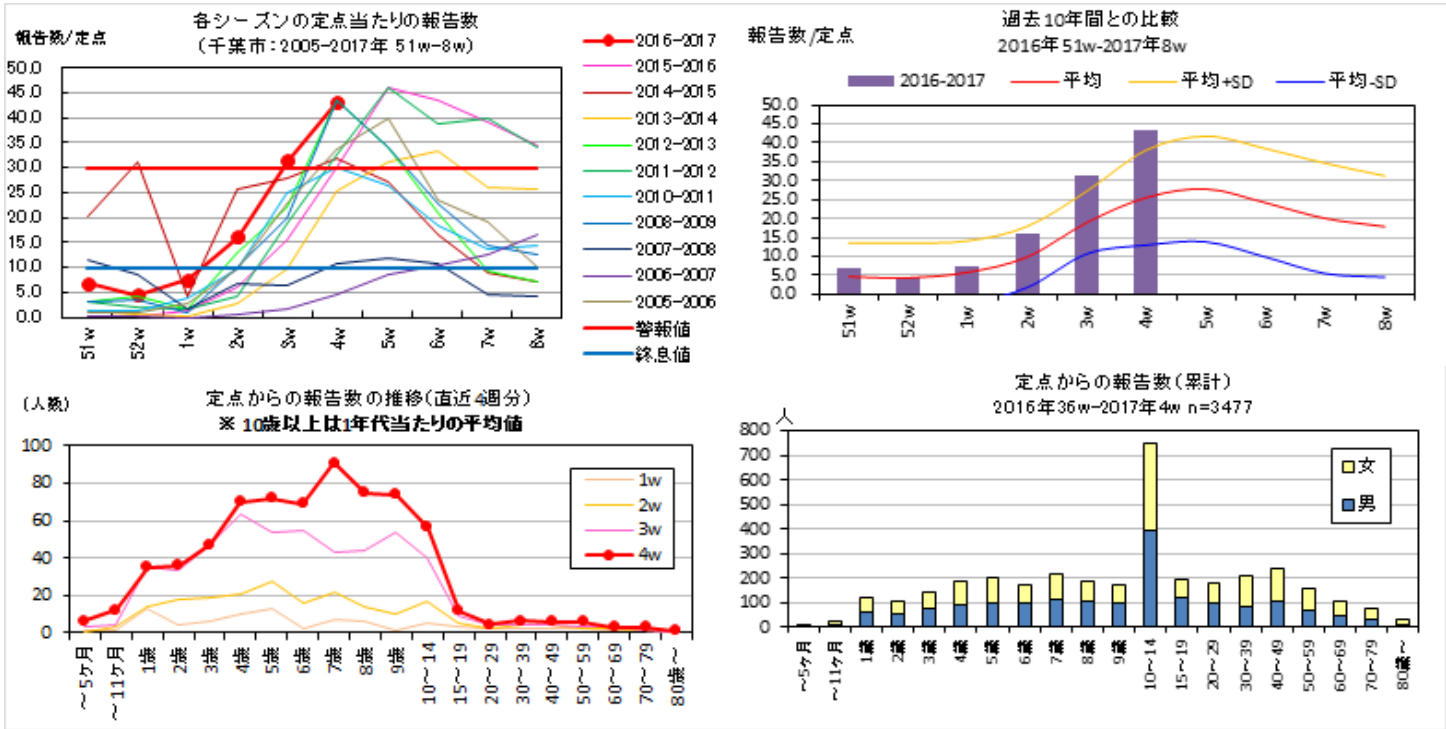 各シーズンの定点当たりの報告数
(千葉市：2005-2017年 51w-8w)
報告数/定点
50.0
45.0
40.0
35.0
30.0
25.0
20.0
15.0
10.0
5.0
0.0
51w
52w
1w
2w
3w
4w
5w
6w
7w
8w
2016-2017
2015-2016
2014-2015
2013-2014
2012-2013
2011-2012
2010-2011
2008-2009
2007-2008
2006-2007
2005-2006
警報値
終息値
過去10年間との比較
2016年 51w-2017年8w
報告数/定点
2016-2017
平均
平均+SD
平均-SD
50.0
45.0
40.0
35.0
30.0
25.0
20.0
15.0
10.0
5.0
0.0
51w
52w
1w
2w
3w
4w
5w
6w
7w
8w
定点からの報告数の推移(直近4週分)
※ 10歳以上は1年代当たりの平均値
(人数)
100
80
60
40
20
0
1w
2w
3w
4w
～5ヶ月
～11ヶ月
1歳
2歳
3歳
4歳
5歳
6歳
7歳
8歳
9歳
10～14
15～19
20～29
30～39
40～49
50～59
60～69
70～79
80歳～
定点からの報告数(累計)
2016年36w-2017年4w n=3477
人
800
700
600
500
400
300
200
100
0
女
男
～5ヶ月
～11ヶ月
1歳
2歳
3歳
4歳
5歳
6歳
7歳
8歳
9歳
10～14
15～19
20～29
30～39
40～49
50～59
60～69
70～79
80歳～